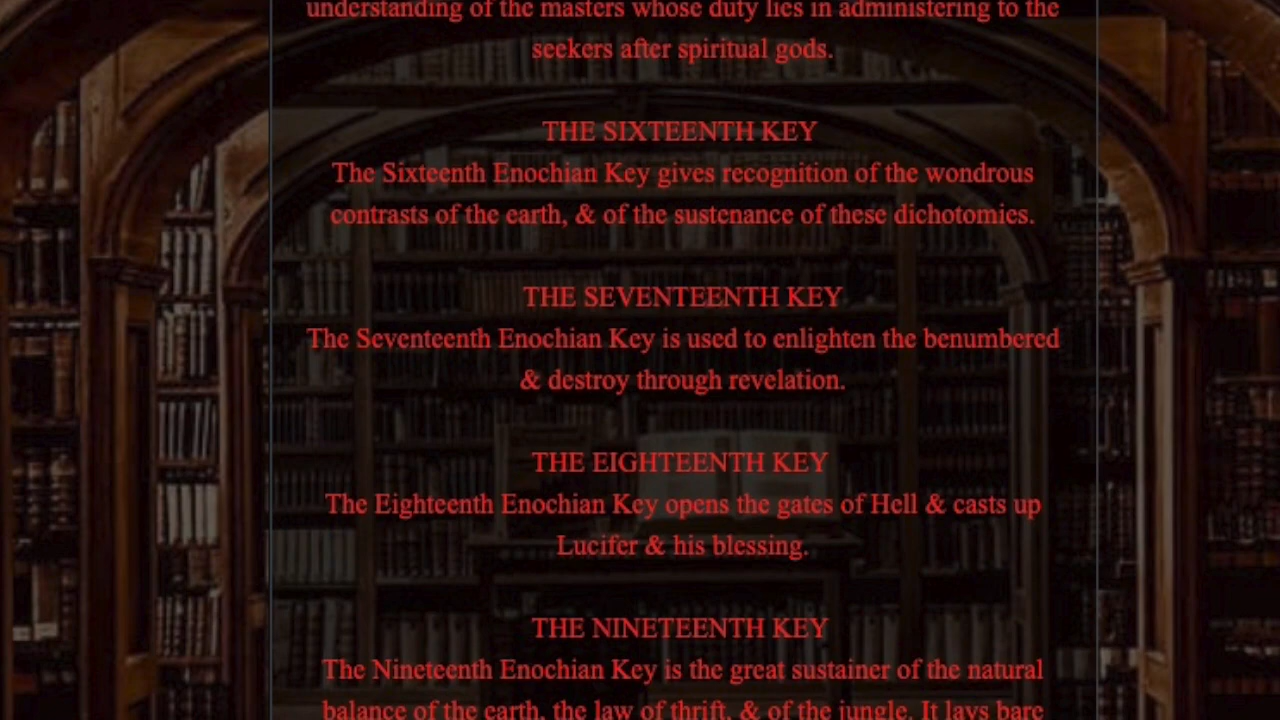 understanding of the masters whose duty lies in administering to the
seekers after spiritual gods.
THE SIXTEENTH KEY
The Sixteenth Enochian Key gives recognition of the wondrous
contrasts of the earth, & of the sustenance of these dichotomies.
THE SEVENTEENTH KEY
The Seventeenth Enochian Key is used to enlighten the benumbered
& destroy through revelation.
THE EIGHTEENTH KEY
The Eighteenth Enochian Key opens the gates of Hell & casts up
Lucifer & his blessing.
THE NINETEENTH KEY
The Nineteenth Enochian Key is the great sustainer of the natural
balance of the earth, the law of thrift, & of the jungle. It lays bare